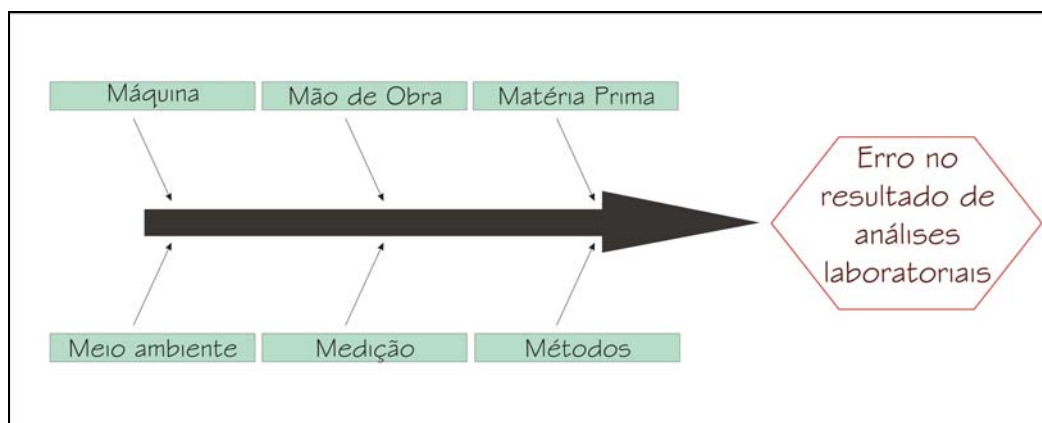 Máquina
Mão de Obra
Matéria Prima
Erro no
resultado de
análises
laboratoriais
Meio ambiente
Medição
Métodos